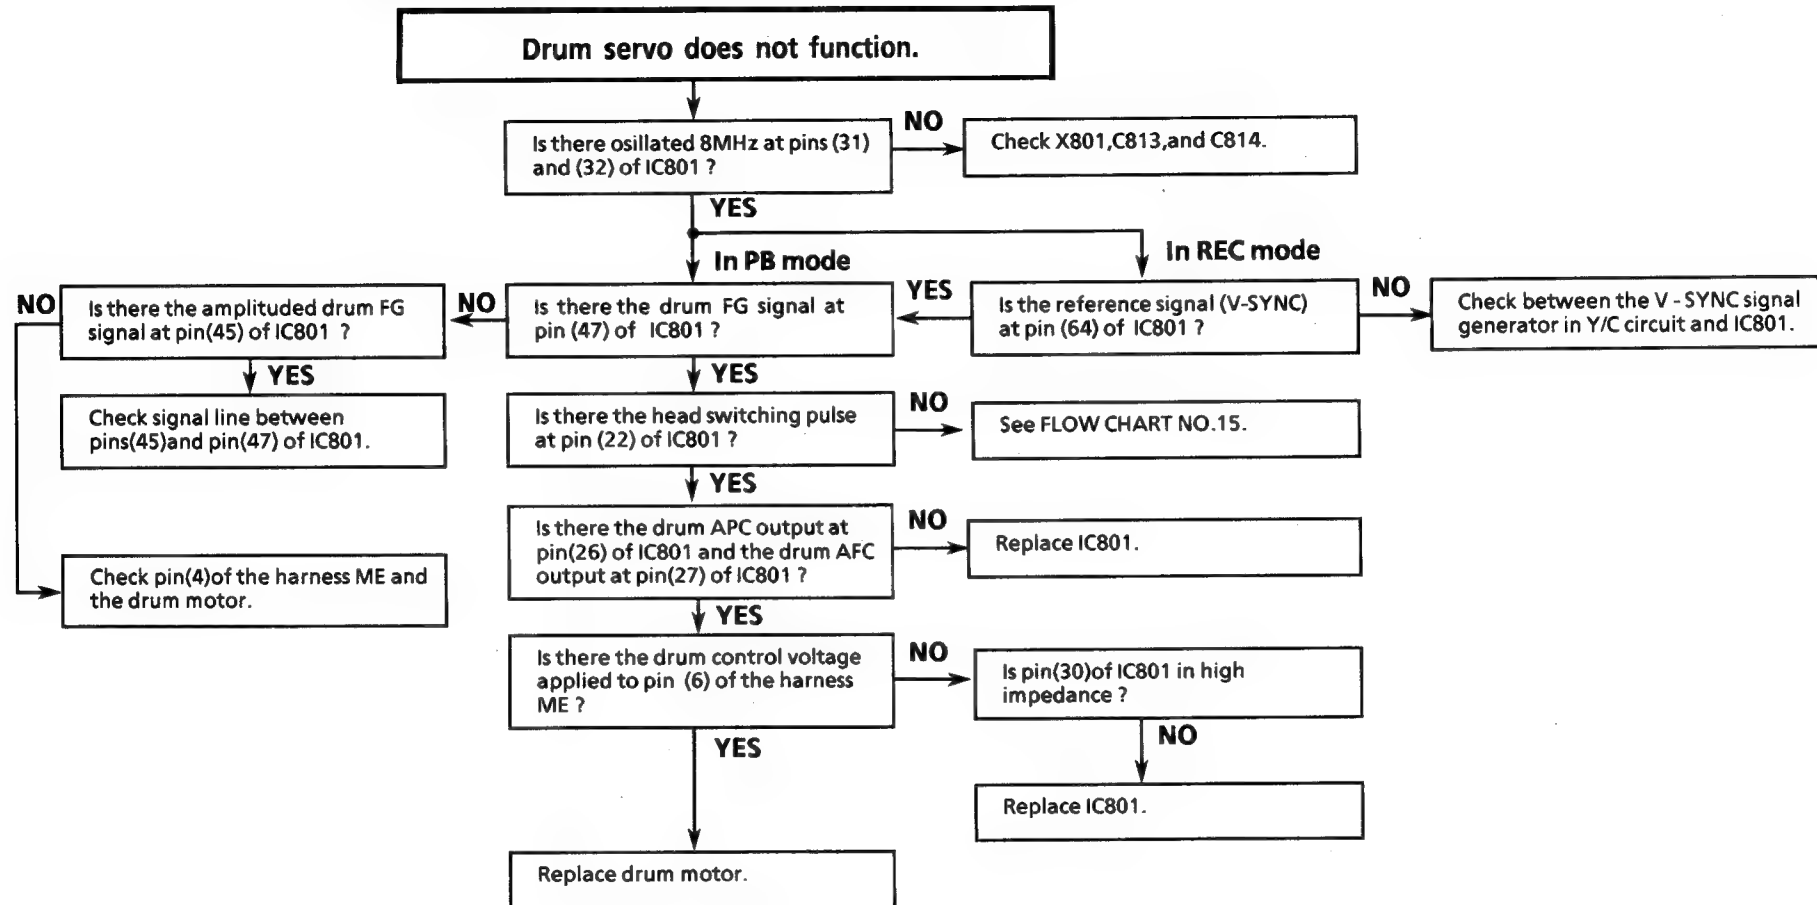 Drum servo does not function.
Is there osillated 8MHz at pins (31)
and (32) of IC801 ?
NO
Check X801,C813,and C814.
YES
In PB mode
In REC mode
NO
Is there the amplituded drum FG
signal at pin(45) of IC801 ?
NO
Is there the drum FG signal at
pin (47) of IC801 ?
YES
Is the reference signal (V-SYNC)
at pin (64) of IC801 ?
NO
Check between the V - SYNC signal
generator in Y/C circuit and IC801.
YES
Check signal line between
pins(45)and pin(47) of IC801.
YES
Is there the head switching pulse
at pin (22) of IC801 ?
NO
See FLOW CHART NO.15.
YES
Is there the drum APC output at
pin(26) of IC801 and the drum AFC
output at pin(27) of IC801 ?
NO
Replace IC801.
Check pin(4)of the harness ME and
the drum motor.
YES
Is there the drum control voltage
applied to pin (6) of the harness
ME ?
NO
Is pin(30)of IC801 in high
impedance ?
YES
NO
Replace IC801.
Replace drum motor.